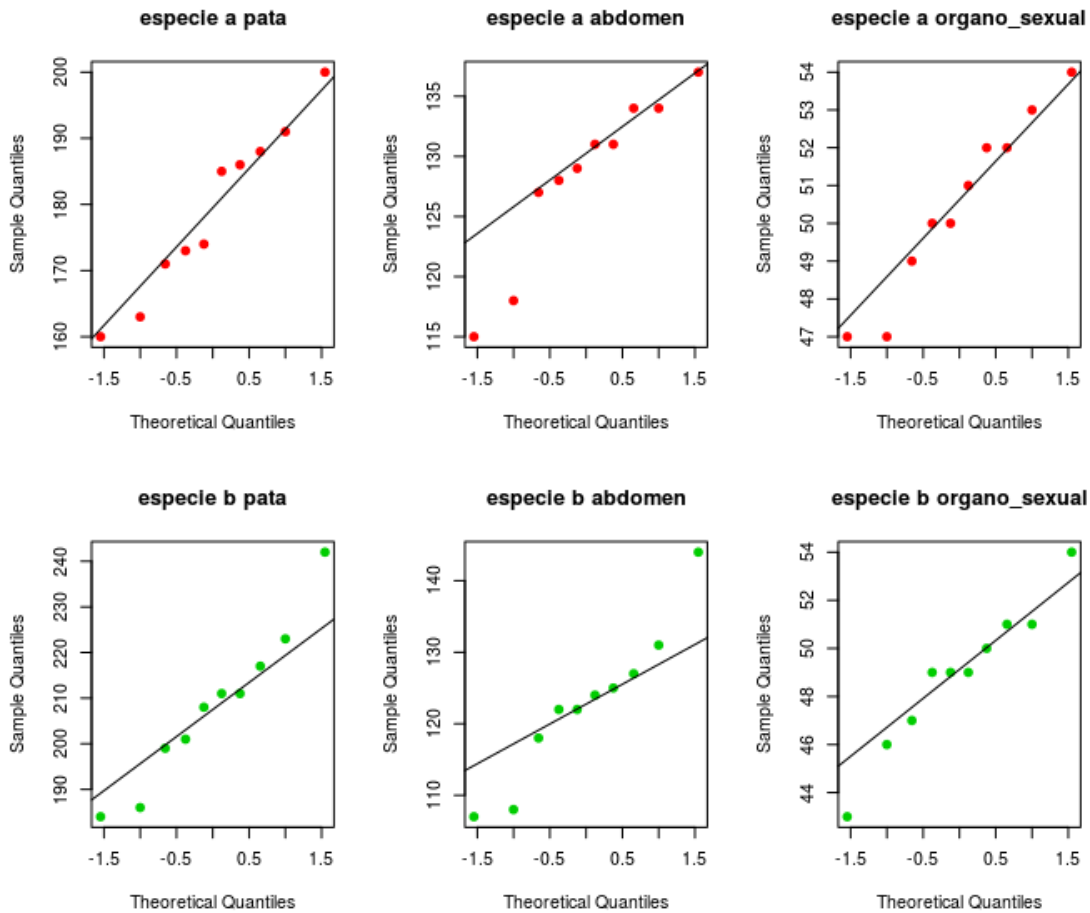 especie a pata
especie a abdomen
especie a organo_sexual
Sample Quantiles
160 170 180 190 200
-1.5 -0.5 0.5 1.5
Theoretical Quantiles
Sample Quantiles
115 120 125 130 135
-1.5 -0.5 0.5 1.5
Theoretical Quantiles
Sample Quantiles
47 48 49 50 51 52 53 54
-1.5 -0.5 0.5 1.5
Theoretical Quantiles
especie b pata
especie b abdomen
especie b organo_sexual
Sample Quantiles
190 200 210 220 230 240
-1.5 -0.5 0.5 1.5
Theoretical Quantiles
Sample Quantiles
110 120 130 140
-1.5 -0.5 0.5 1.5
Theoretical Quantiles
Sample Quantiles
44 46 48 50 52 54
-1.5 -0.5 0.5 1.5
Theoretical Quantiles